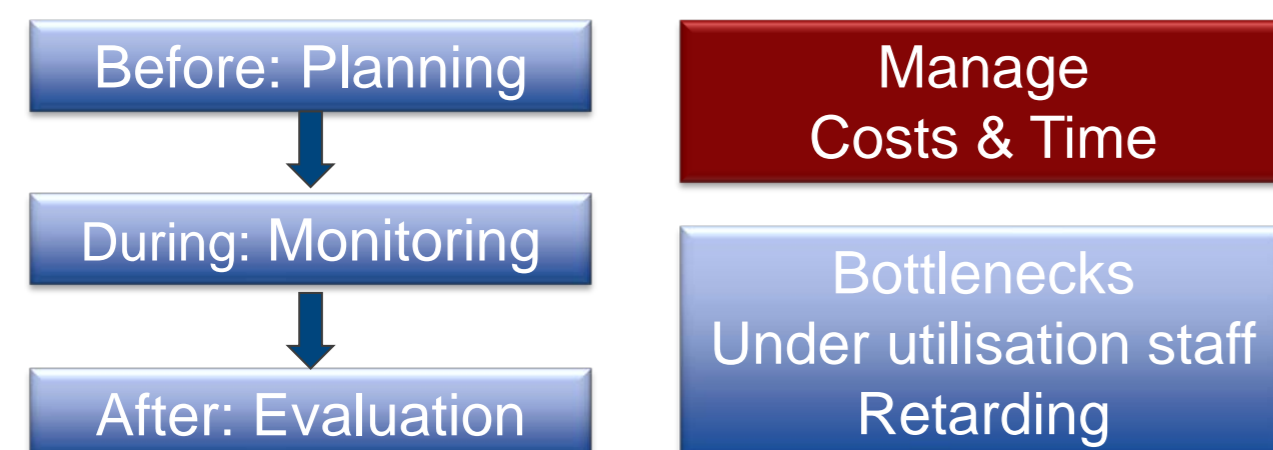 Before: Planning
During: Monitoring
After: Evaluation
Manage
Costs & Time
Bottlenecks
Under utilisation staff
Retarding